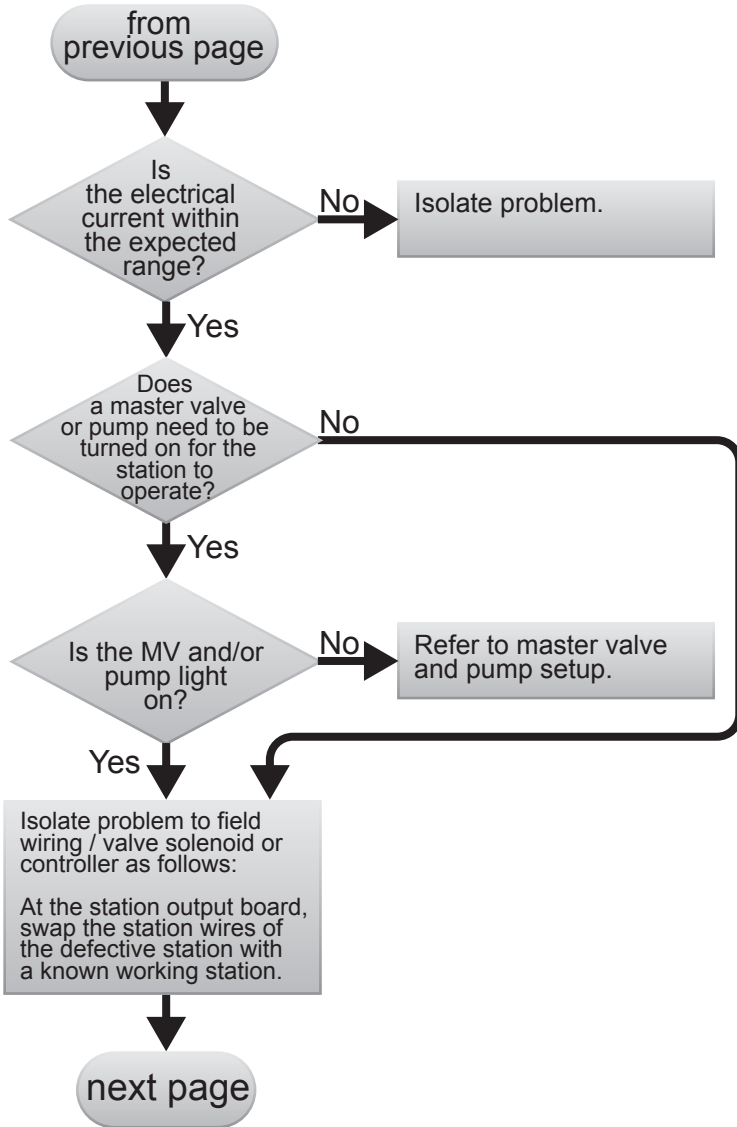 from
previous page
Is
the electrical
current within
the expected
range?
No
Isolate problem.
Yes
Does
a master valve
or pump need to be
turned on for the
station to
operate?
No
Yes
Is the MV and/or
pump light
on?
No
Refer to master valve
and pump setup.
Yes
Isolate problem to field
wiring / valve solenoid or
controller as follows:
At the station output board,
swap the station wires of
the defective station with
a known working station.
next page